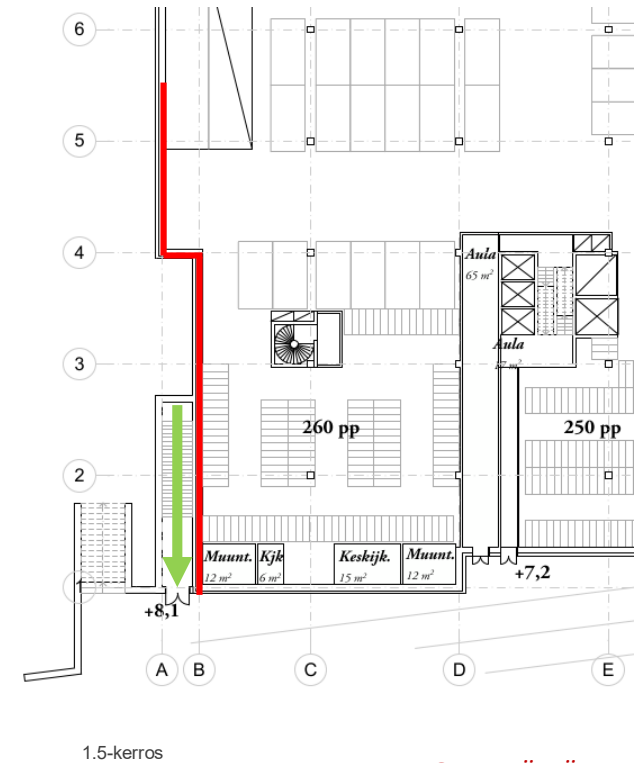 6
5
4
Aula
65 m²
Aula
3
260 pp
250 pp
2
Muunt.
Kjk
Keskijk.
Muunt.
12 m²
6 m²
15 m²
12 m²
+7,2
+8,1
A
B
C
D
E
1.5-kerros